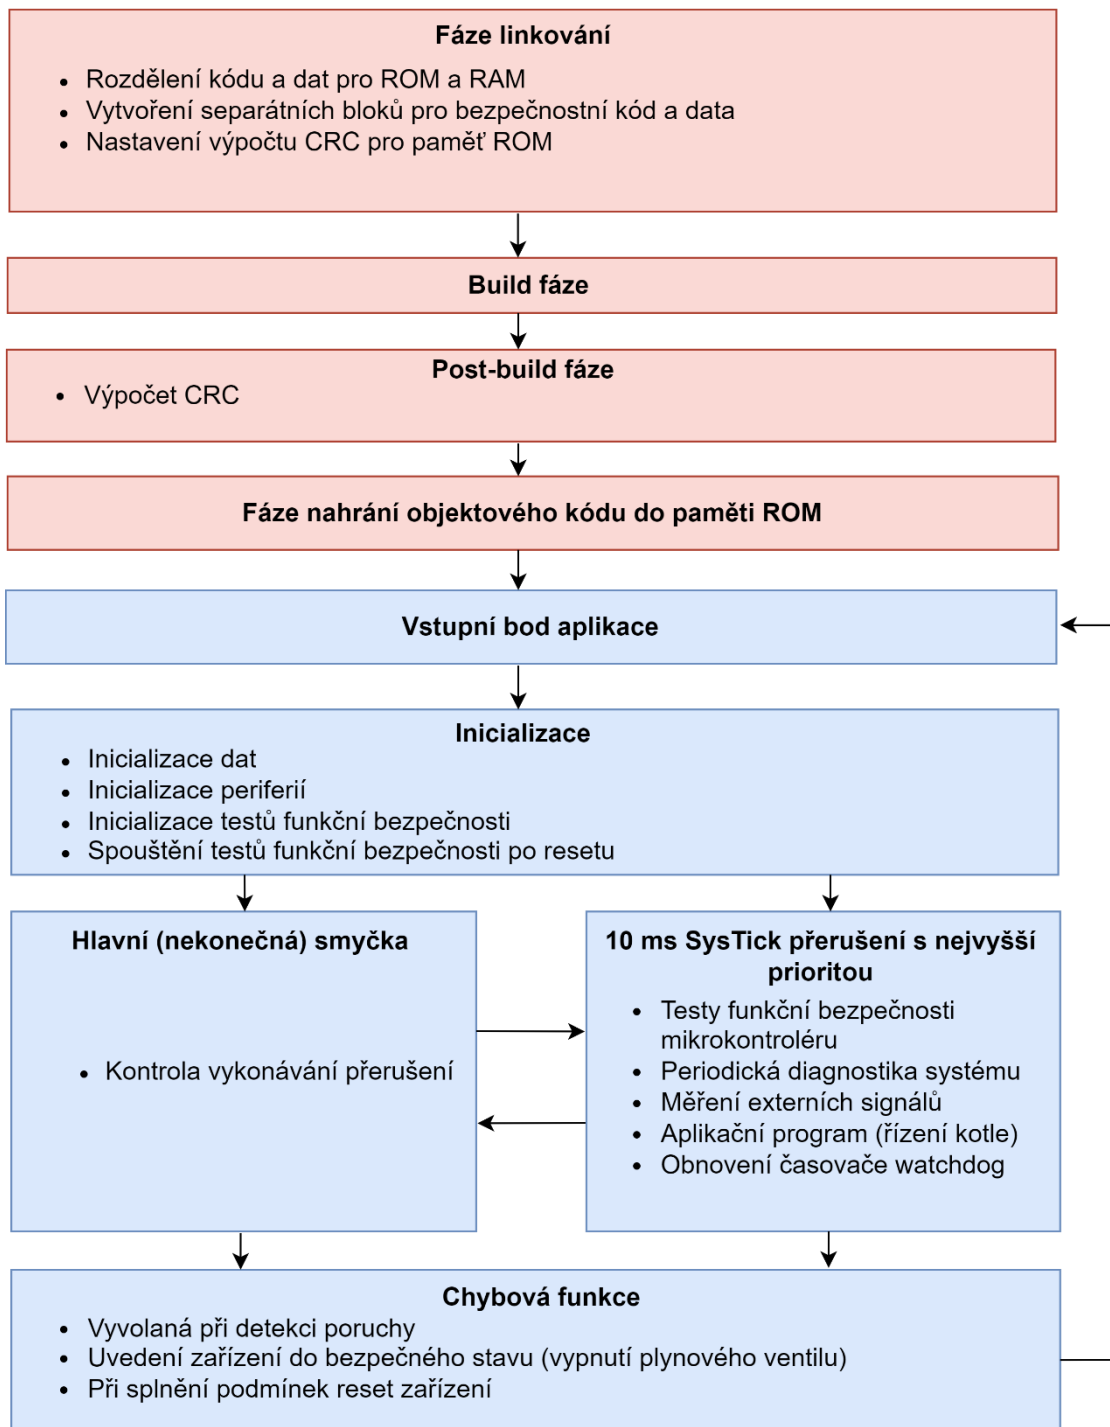 Fáze linkování
• Rozdělení kódu a dat pro ROM a RAM
• Vytvoření separátních bloků pro bezpečnostní kód a data
• Nastavení výpočtu CRC pro paměť ROM
Build fáze
Post-build fáze
• Výpočet CRC
Fáze nahrání objektového kódu do paměti ROM
Vstupní bod aplikace
Inicializace
• Inicializace dat
• Inicializace periferií
• Inicializace testů funkční bezpečnosti
• Spouštění testů funkční bezpečnosti po resetu
Hlavní (nekonečná) smyčka
• Kontrola vykonávání přerušení
10 ms SysTick přerušení s nejvyšší
prioritou
• Testy funkční bezpečnosti
mikrokontroléru
• Periodická diagnostika systému
• Měření externích signálů
• Aplikační program (řízení kotle)
• Obnovení časovače watchdog
Chybová funkce
• Vyvolaná při detekci poruchy
• Uvedení zařízení do bezpečného stavu (vypnutí plynového ventilu)
• Při splnění podmínek reset zařízení